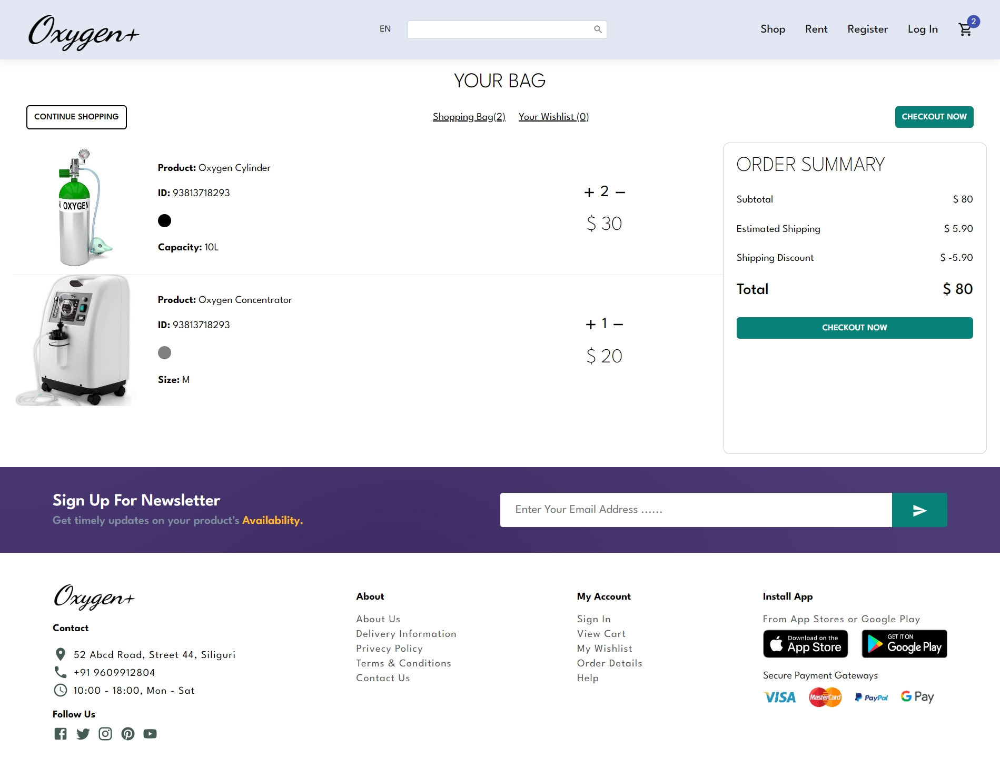 Oxygen+
EN
Shop Rent Register Log In 2
YOUR BAG
CONTINUE SHOPPING
Shopping Bag(2) Your Wishlist (0)
CHECKOUT NOW
OXYGEN
Product: Oxygen Cylinder
ID: 93813718293
Capacity: 10L
+ 2 −
$ 30
Product: Oxygen Concentrator
ID: 93813718293
Size: M
+ 1 −
$ 20
ORDER SUMMARY
Subtotal $ 80
Estimated Shipping $ 5.90
Shipping Discount $ -5.90
Total $ 80
CHECKOUT NOW
Sign Up For Newsletter
Get timely updates on your product's Availability.
Enter Your Email Address ......
Oxygen+
Contact
52 Abcd Road, Street 44, Siliguri
+91 9609912804
10:00 - 18:00, Mon - Sat
Follow Us
About
About Us
Delivery Information
Privecy Policy
Terms & Conditions
Contact Us
My Account
Sign In
View Cart
My Wishlist
Order Details
Help
Install App
From App Stores or Google Play
Download on the
App Store
GET IT ON
Google Play
Secure Payment Gateways
VISA MasterCard PayPal G Pay